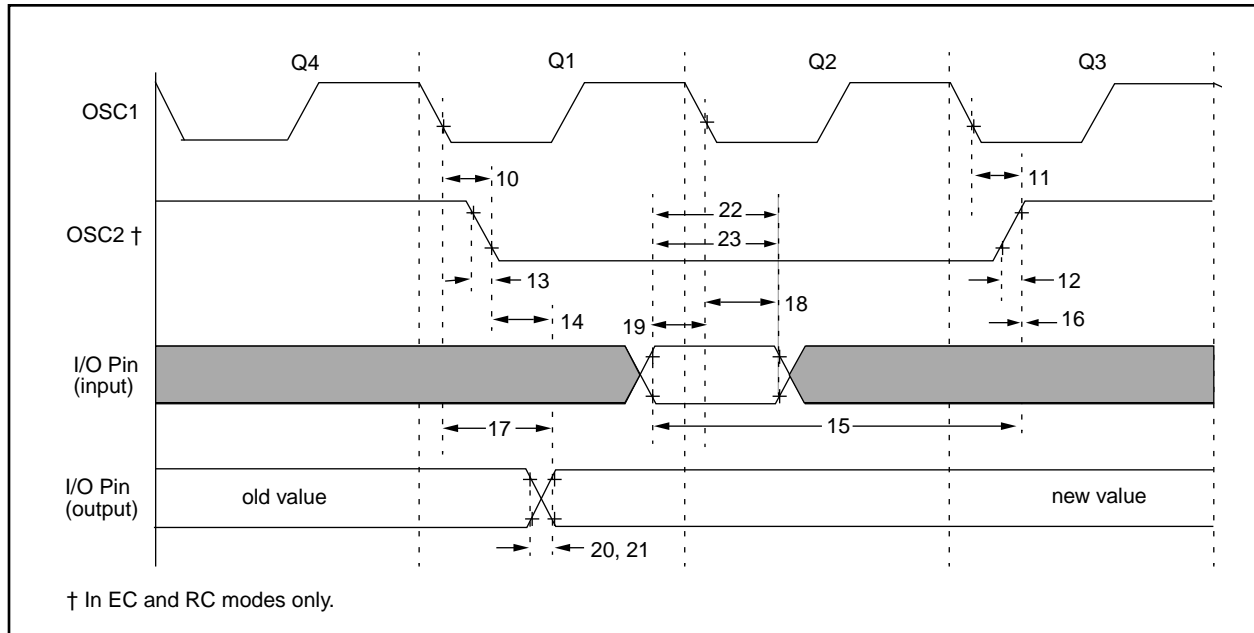 Q4 Q1 Q2 Q3
OSC1
10 11
22
OSC2 †
23
13 12
18
14 19 16
I/O Pin
(input)
17 15
I/O Pin
(output)
old value new value
20, 21
† In EC and RC modes only.